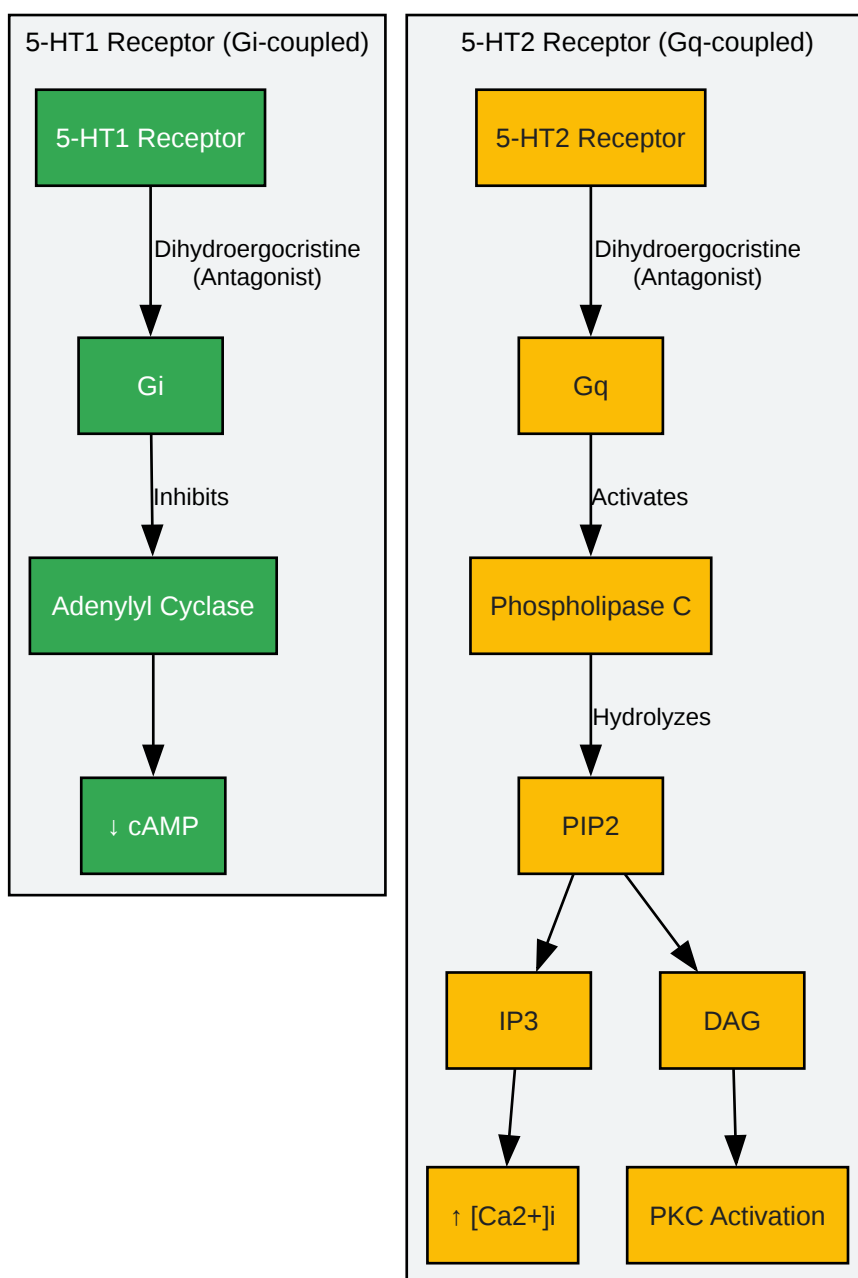 5-HT1 Receptor (Gi-coupled)
5-HT1 Receptor
Dihydroergocristine
(Antagonist)
Gi
Inhibits
Adenylyl Cyclase
↓ cAMP
5-HT2 Receptor (Gq-coupled)
5-HT2 Receptor
Dihydroergocristine
(Antagonist)
Gq
Activates
Phospholipase C
Hydrolyzes
PIP2
IP3
DAG
↑ [Ca2+]i
PKC Activation